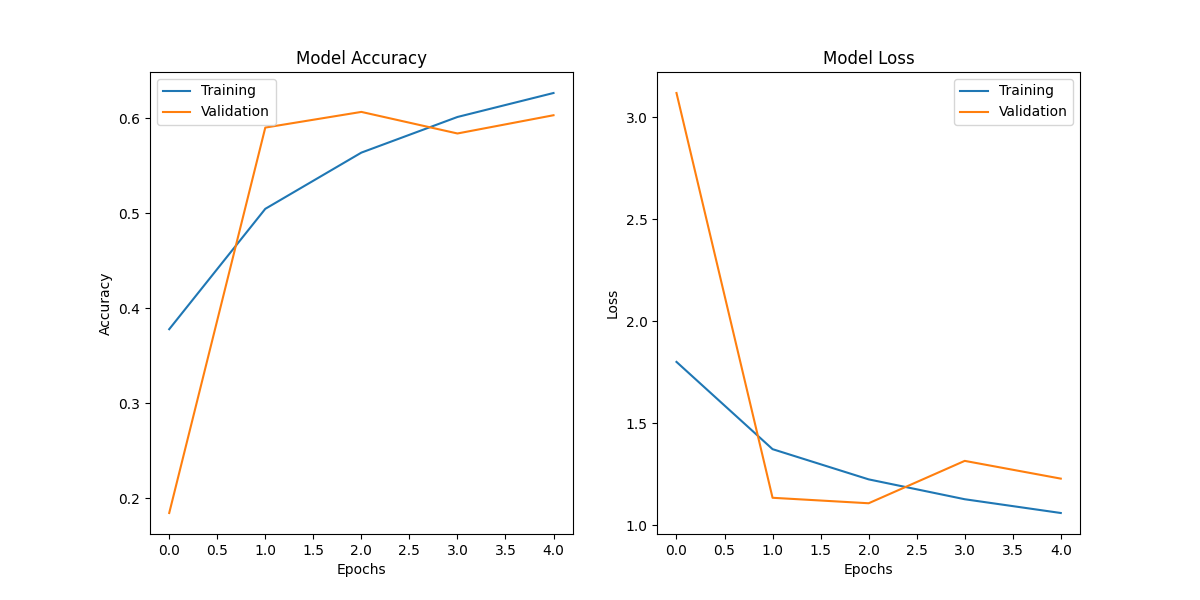 Model Accuracy
Training
Validation
0.6
0.5
0.4
0.3
0.2
Accuracy
0.0 0.5 1.0 1.5 2.0 2.5 3.0 3.5 4.0
Epochs
Model Loss
Training
Validation
3.0
2.5
2.0
1.5
1.0
Loss
0.0 0.5 1.0 1.5 2.0 2.5 3.0 3.5 4.0
Epochs